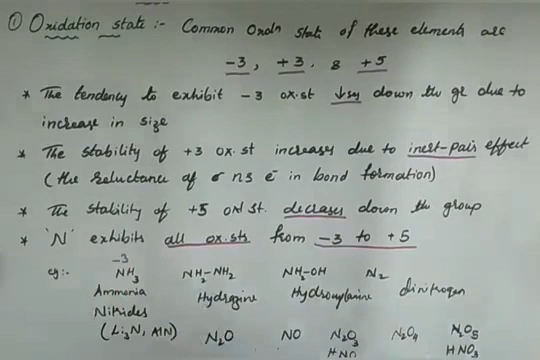 ① Oxidation state :- Common Oxdn state of these elements are
-3, +3, & +5
* The tendency to exhibit -3 ox.st ↓ses down the gr due to
increase in size
* The stability of +3 ox.st increases due to inert-pair effect
(the reluctance of ns e⁻ in bond formation)
* The stability of +5 oxd st. decrases down the group
* 'N' exhibits all ox.sts from -3 to +5
-3
eg:- NH₃ NH₂-NH₂ NH₂-OH N₂
Ammonia Hydrazine Hydroxylamine dinitrogen
Nitrides
(Li₃N, AlN) N₂O NO N₂O₃ N₂O₄ N₂O₅
HNO₃